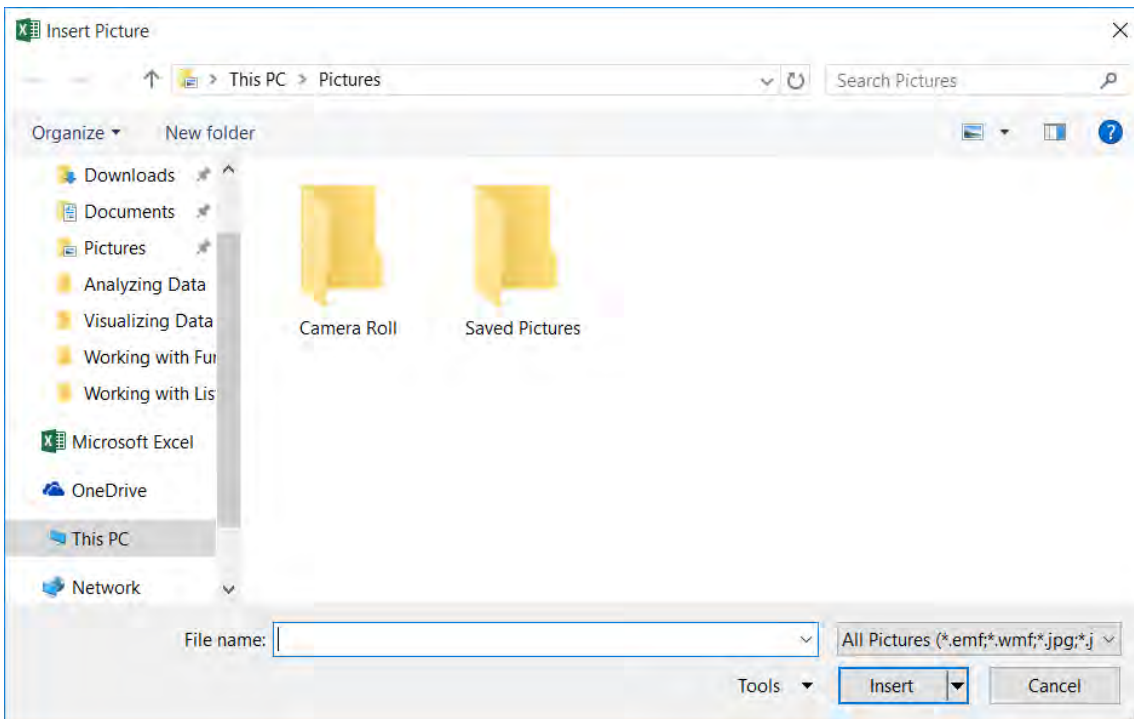 Insert Picture
This PC > Pictures
Search Pictures
Organize
New folder
Downloads
Documents
Pictures
Analyzing Data
Visualizing Data
Working with Fur
Working with Lis
Microsoft Excel
OneDrive
This PC
Network
Camera Roll
Saved Pictures
File name:
All Pictures (*.emf;*.wmf;*.jpg;*.j
Tools
Insert
Cancel